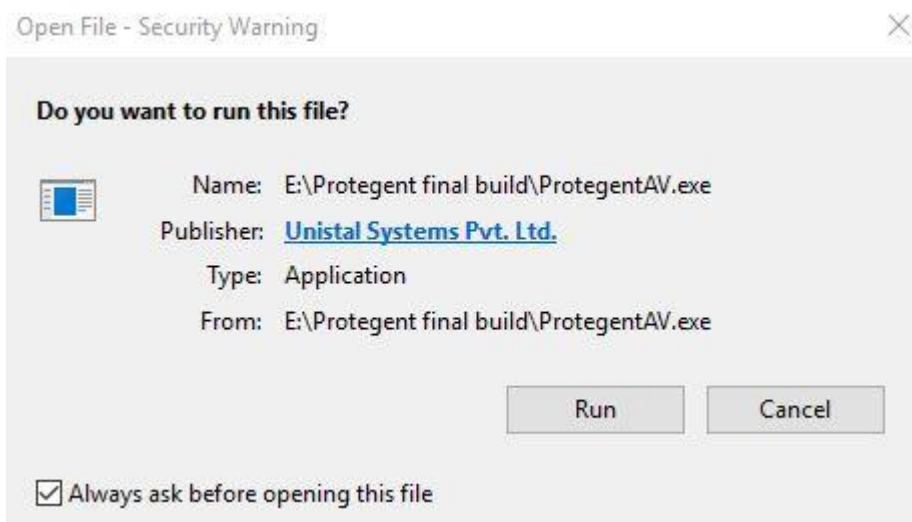 Open File - Security Warning
Do you want to run this file?
Name: E:\Protegent final build\ProtegentAV.exe
Publisher: Unistal Systems Pvt. Ltd.
Type: Application
From: E:\Protegent final build\ProtegentAV.exe
Run Cancel
Always ask before opening this file